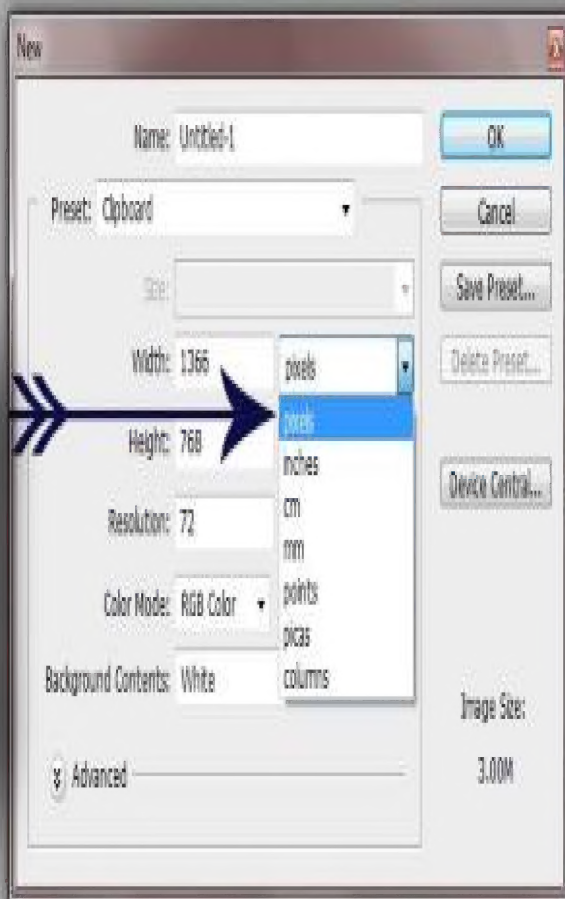 New
Name: Untitled-1
OK
Preset: Clipboard
Cancel
Size:
Save Preset...
Width: 1366 pixels
Delete Preset...
pixels
Height: 768
inches
Device Central...
cm
Resolution: 72
mm
Color Mode: RGB Color
points
picas
Background Contents: White
columns
Image Size:
3.00M
Advanced